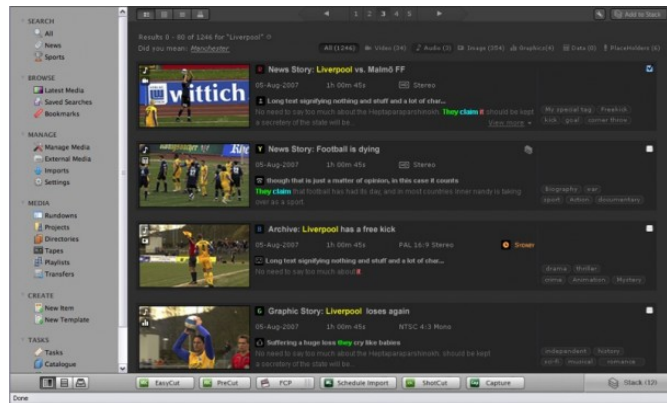 SEARCH
All
News
Sports
BROWSE
Latest Media
Saved Searches
Bookmarks
MANAGE
Manage Media
External Media
Imports
Settings
MEDIA
Rundowns
Projects
Directories
Tapes
Playlists
Transfers
CREATE
New Item
New Template
TASKS
Tasks
Catalogue
1 2 3 4 5
Add to Stack
Results 0 - 80 of 1246 for "Liverpool"
Did you mean: Manchester
All (1246) Video (34) Audio (3) Image (354) Graphics(4) Data (0) PlaceHolders (6)
wittich
News Story: Liverpool vs. Malmö FF
05-Aug-2007 1h 00m 45s HD Stereo
Long text signifying nothing and stuff and a lot of char...
No need to say too much about the Heptaparaparshinokh. They claim it should be kept
a secretary of the state will be... View more
My special tag Freekick
kick goal corner throw
Y News Story: Football is dying
05-Aug-2007 1h 00m 45s HD Stereo
though that is just a matter of opinion, in this case it counts
They claim that football has had its day and in most countries inner nandy is taking
over as a sport.
Biography war
sport Action documentary
Archive: Liverpool has a free kick
05-Aug-2007 1h 00m 45s PAL 16/9 Stereo
Long text signifying nothing and stuff and a lot of char...
No need to say too much about it
drama thriller
crime Animation Mystery
G Graphic Story: Liverpool loses again
05-Aug-2007 1h 00m 45s NTSC 4:3 Mono
Suffering a huge loss they cry like babies
No need to say too much about the Heptaparaparshinokh. should be kept
a secretary of the state will be...
independent history
sci-fi musical romance
EasyCut PreCut FCP Schedule Import ShotCut Capture Stack (12)
Done